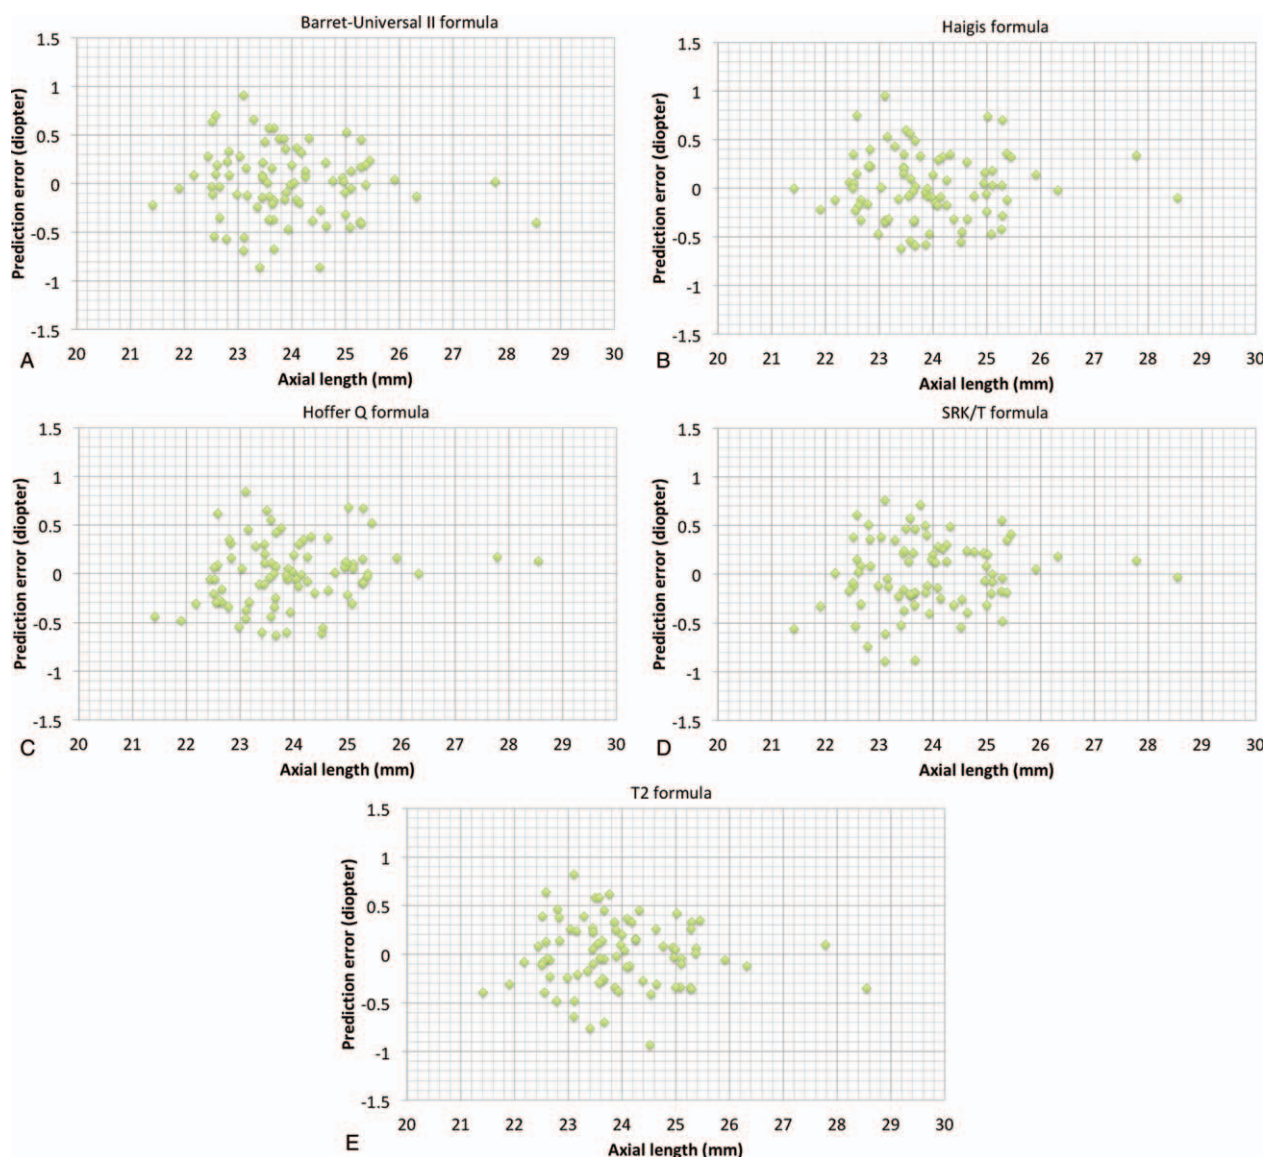 Barret-Universal II formula
1.5
1
0.5
0
-0.5
-1
-1.5
Prediction error (diopter)
20 21 22 23 24 25 26 27 28 29 30
Axial length (mm)
A
Haigis formula
1.5
1
0.5
0
-0.5
-1
-1.5
Prediction error (diopter)
20 21 22 23 24 25 26 27 28 29 30
Axial length (mm)
B
Hoffer Q formula
1.5
1
0.5
0
-0.5
-1
-1.5
Prediction error (diopter)
20 21 22 23 24 25 26 27 28 29 30
Axial length (mm)
C
SRK/T formula
1.5
1
0.5
0
-0.5
-1
-1.5
Prediction error (diopter)
20 21 22 23 24 25 26 27 28 29 30
Axial length (mm)
D
T2 formula
1.5
1
0.5
0
-0.5
-1
-1.5
Prediction error (diopter)
20 21 22 23 24 25 26 27 28 29 30
Axial length (mm)
E